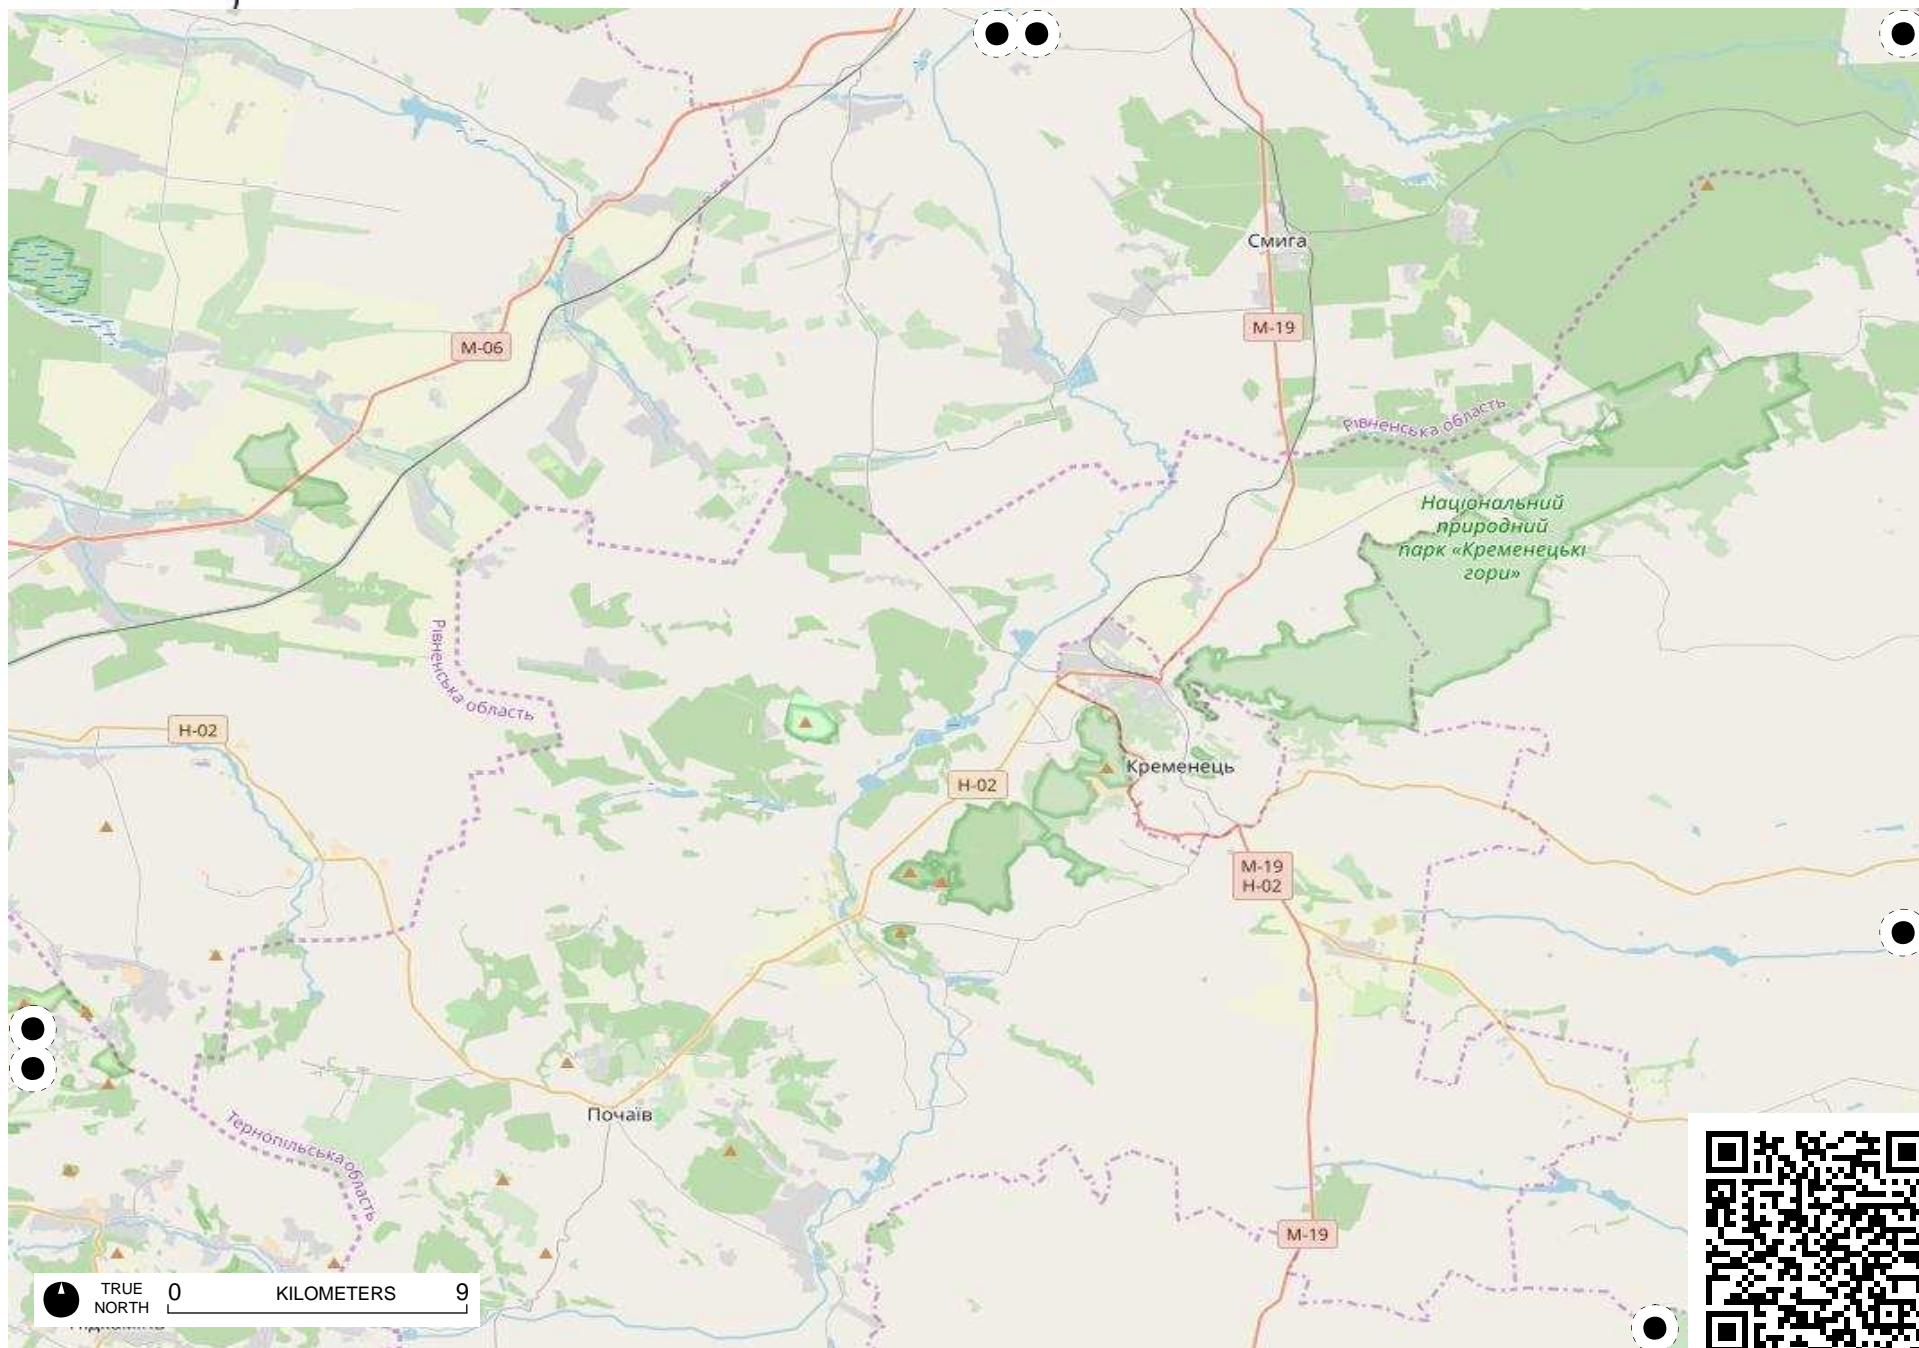 Смига
М-19
М-06
Рівненська область
Національний
природний
парк «Кременецькі
гори»
Рівненська область
Н-02
Кременець
Н-02
М-19
Н-02
Почаїв
Тернопільська область
М-19
TRUE
NORTH
0 KILOMETERS 9